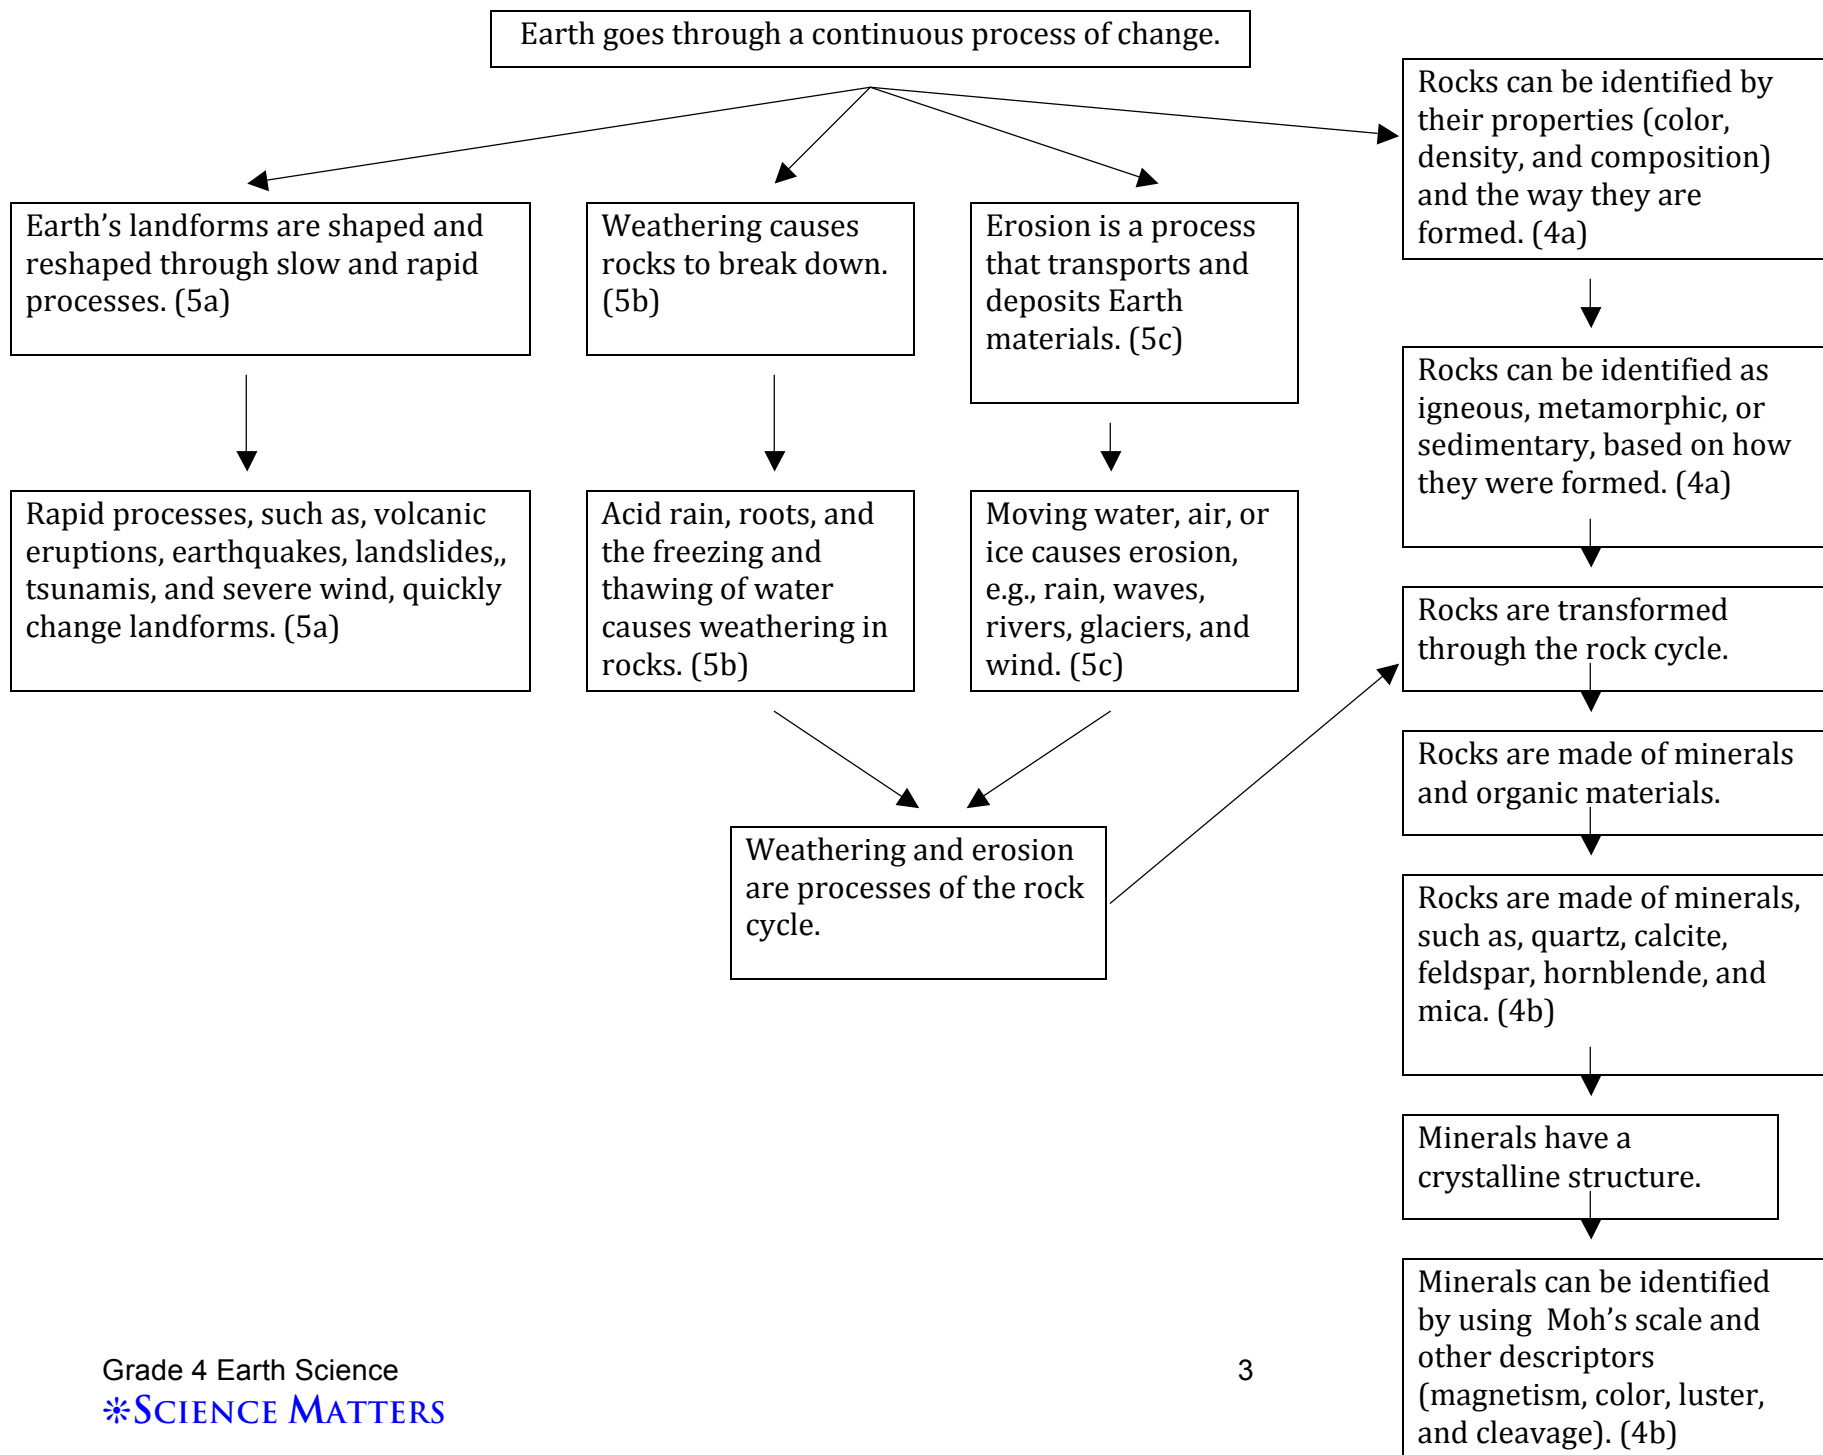 Earth goes through a continuous process of change.
Earth’s landforms are shaped and
reshaped through slow and rapid
processes. (5a)
Weathering causes
rocks to break down.
(5b)
Erosion is a process
that transports and
deposits Earth
materials. (5c)
Rocks can be identified by
their properties (color,
density, and composition)
and the way they are
formed. (4a)
Rapid processes, such as, volcanic
eruptions, earthquakes, landslides,,
tsunamis, and severe wind, quickly
change landforms. (5a)
Acid rain, roots, and
the freezing and
thawing of water
causes weathering in
rocks. (5b)
Moving water, air, or
ice causes erosion,
e.g., rain, waves,
rivers, glaciers, and
wind. (5c)
Weathering and erosion
are processes of the rock
cycle.
Rocks can be identified as
igneous, metamorphic, or
sedimentary, based on how
they were formed. (4a)
Rocks are transformed
through the rock cycle.
Rocks are made of minerals
and organic materials.
Rocks are made of minerals,
such as, quartz, calcite,
feldspar, hornblende, and
mica. (4b)
Minerals have a
crystalline structure.
Minerals can be identified
by using  Moh’s scale and
other descriptors
(magnetism, color, luster,
and cleavage). (4b)
Grade 4 Earth Science
3
SCIENCE MATTERS